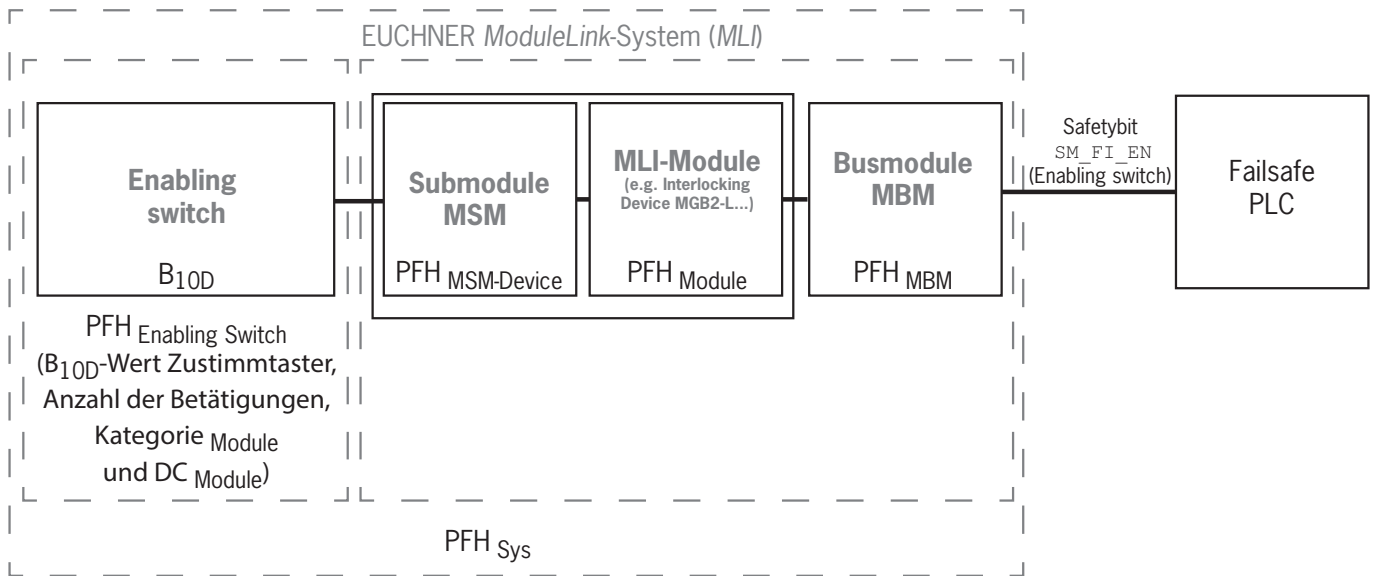 EUCHNER ModuleLink-System (MLI)
Enabling
switch
B10D
PFH Enabling Switch
(B10D-Wert Zustimmtaster,
Anzahl der Betätigungen,
Kategorie Module
und DC Module)
Submodule
MSM
PFH MSM-Device
MLI-Module
(e.g. Interlocking
Device MGB2-L...)
PFH Module
Busmodule
MBM
PFH MBM
Safetybit
SM_FI_EN
(Enabling switch)
Failsafe
PLC
PFH Sys